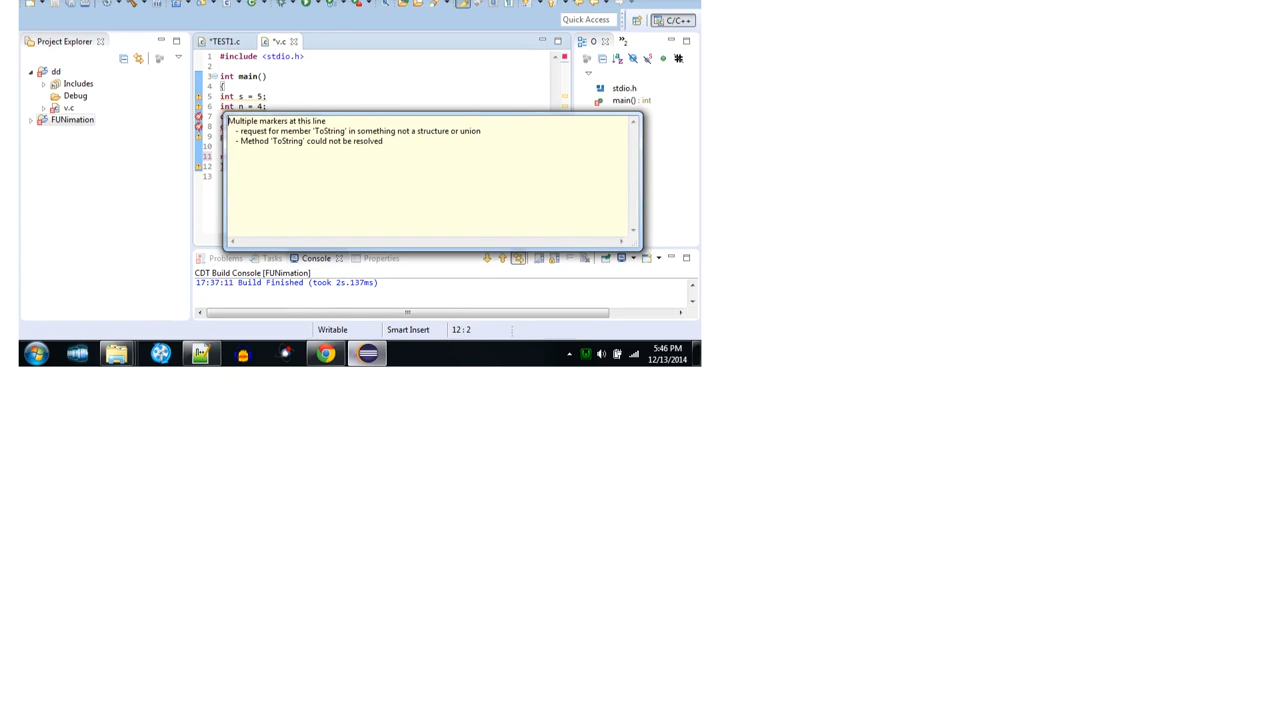 Quick Access
C/C++
Project Explorer
*TEST1.c
*v.c
O
»2
dd
Includes
Debug
v.c
FUNimation
1 #include <stdio.h>
2
3 int main()
4 {
5 int s = 5;
6 int n = 4;
7
8
9
10
11
12
13
stdio.h
main() : int
Multiple markers at this line
- request for member 'ToString' in something not a structure or union
- Method 'ToString' could not be resolved
Problems
Tasks
Console
Properties
CDT Build Console [FUNimation]
17:37:11 Build Finished (took 2s.137ms)
Writable
Smart Insert
12 : 2
5:46 PM
12/13/2014